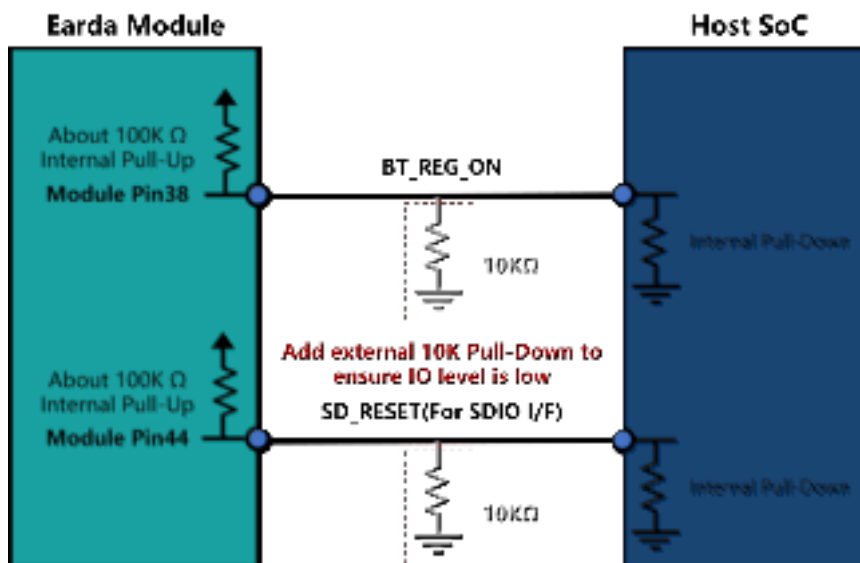 Earda Module
Host SoC
About 100K Ω
Internal Pull-Up
Module Pin38
BT_REG_ON
10KΩ
Internal Pull-Down
Add external 10K Pull-Down to
ensure IO level is low
About 100K Ω
Internal Pull-Up
Module Pin44
SD_RESET(For SDIO I/F)
10KΩ
Internal Pull-Down